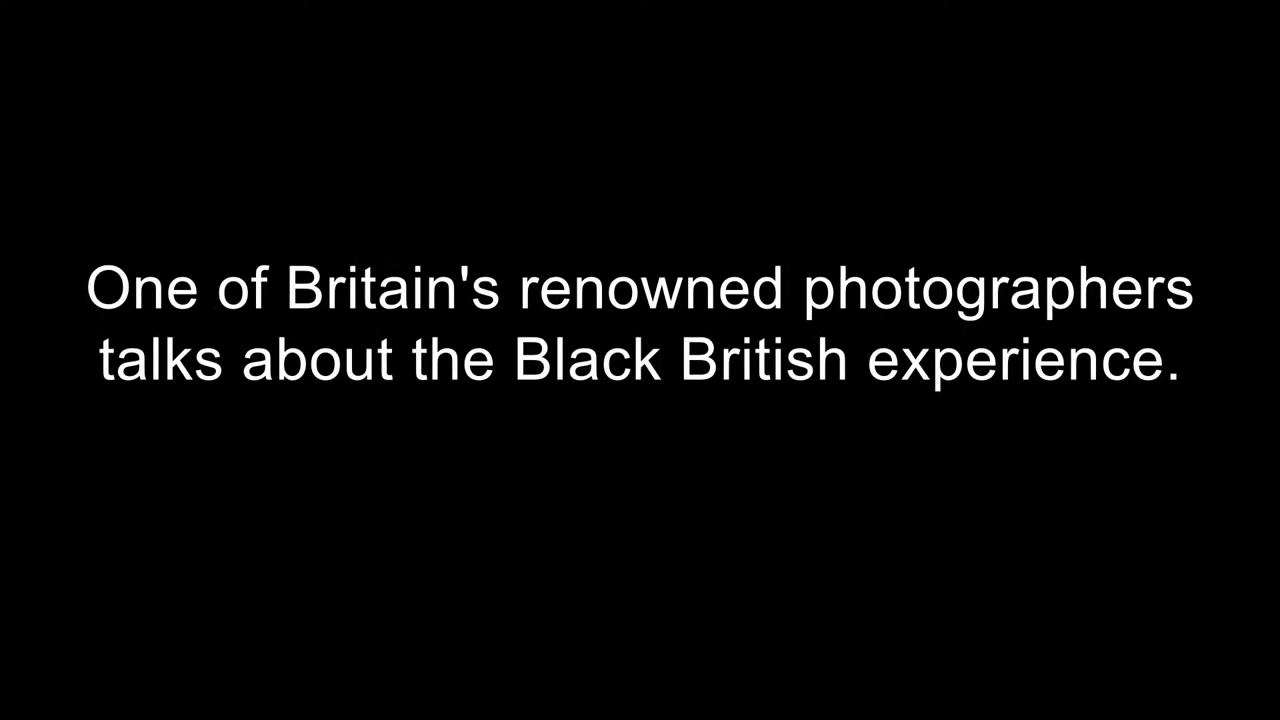 One of Britain's renowned photographers
talks about the Black British experience.